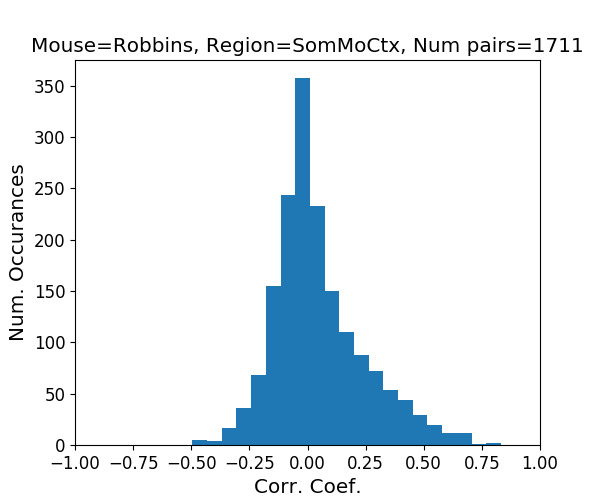 Mouse=Robbins, Region=SomMoCtx, Num pairs=1711
Num. Occurances
350
300
250
200
150
100
50
0
−1.00 −0.75 −0.50 −0.25 0.00 0.25 0.50 0.75 1.00
Corr. Coef.